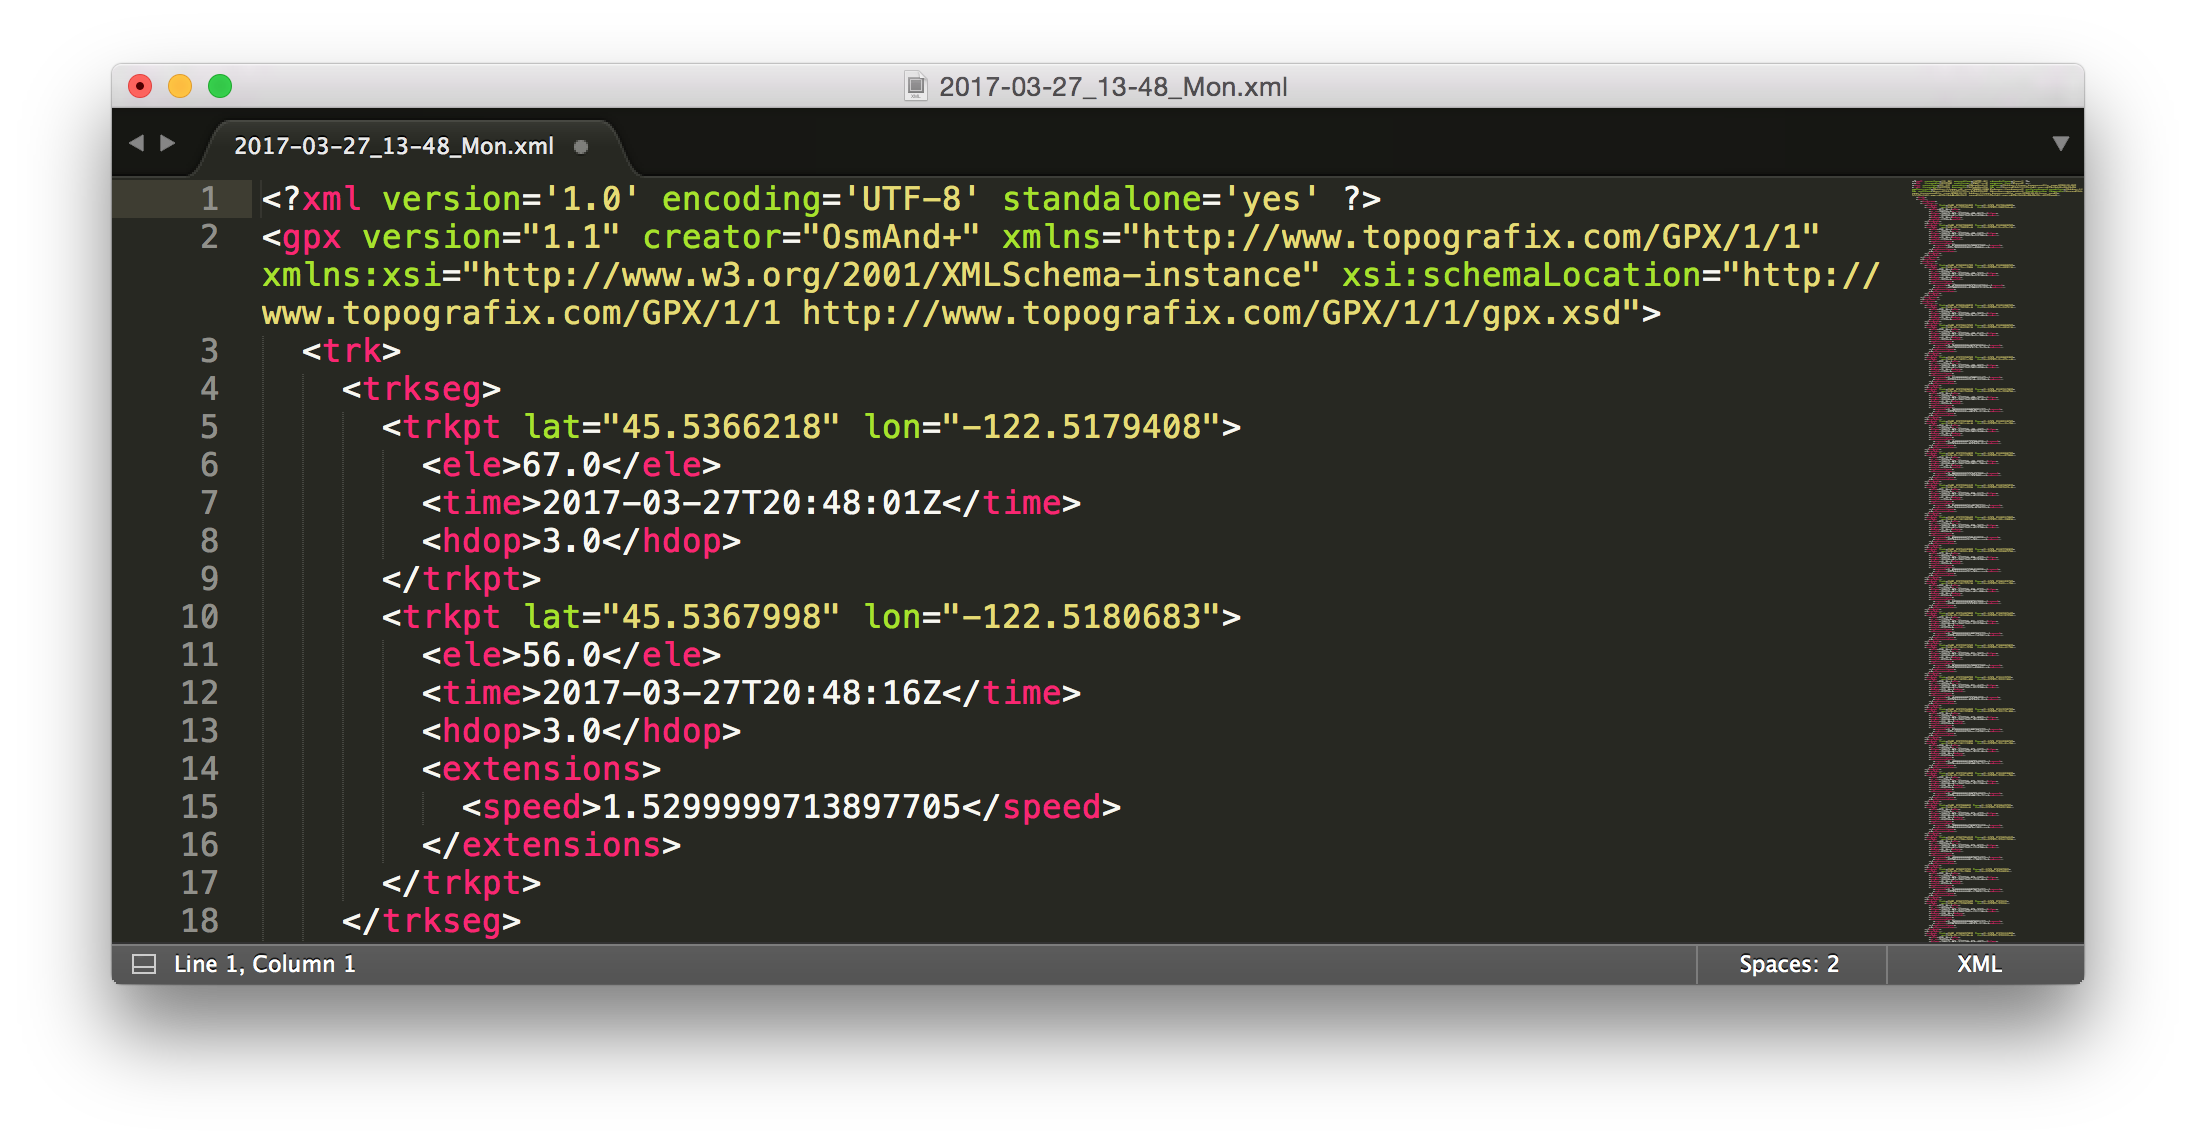 2017-03-27_13-48_Mon.xml
2017-03-27_13-48_Mon.xml
1 <?xml version='1.0' encoding='UTF-8' standalone='yes' ?>
2 <gpx version="1.1" creator="OsmAnd+" xmlns="http://www.topografix.com/GPX/1/1"
xmlns:xsi="http://www.w3.org/2001/XMLSchema-instance" xsi:schemaLocation="http://
www.topografix.com/GPX/1/1 http://www.topografix.com/GPX/1/1/gpx.xsd">
3 <trk>
4 <trkseg>
5 <trkpt lat="45.5366218" lon="-122.5179408">
6 <ele>67.0</ele>
7 <time>2017-03-27T20:48:01Z</time>
8 <hdop>3.0</hdop>
9 </trkpt>
10 <trkpt lat="45.5367998" lon="-122.5180683">
11 <ele>56.0</ele>
12 <time>2017-03-27T20:48:16Z</time>
13 <hdop>3.0</hdop>
14 <extensions>
15 <speed>1.5299999713897705</speed>
16 </extensions>
17 </trkpt>
18 </trkseg>
Line 1, Column 1
Spaces: 2
XML